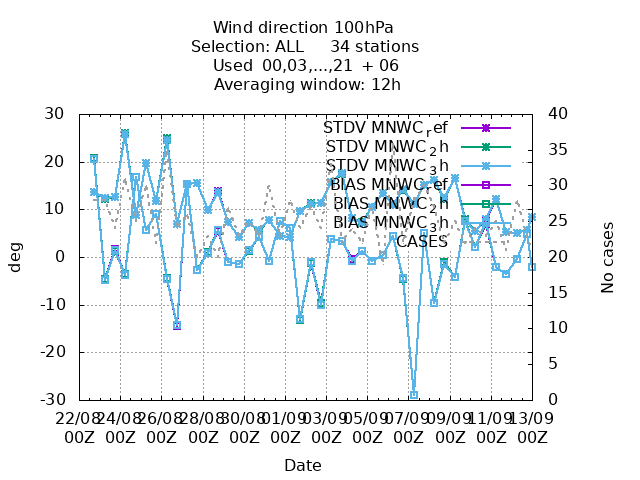 Wind direction 100hPa
Selection: ALL 34 stations
Used 00,03,...,21 + 06
Averaging window: 12h
30 40
STDV MNWC_ref
35
STDV MNWC_2h
20
STDV MNWC_3h
30
BIAS MNWC_ref
10
BIAS MNWC_2h
25
BIAS MNWC_3h
CASES
deg
0 20
No cases
15
-10
10
-20
5
-30 0
22/08 24/08 26/08 28/08 30/08 01/09 03/09 05/09 07/09 09/09 11/09 13/09
00Z 00Z 00Z 00Z 00Z 00Z 00Z 00Z 00Z 00Z 00Z 00Z
Date